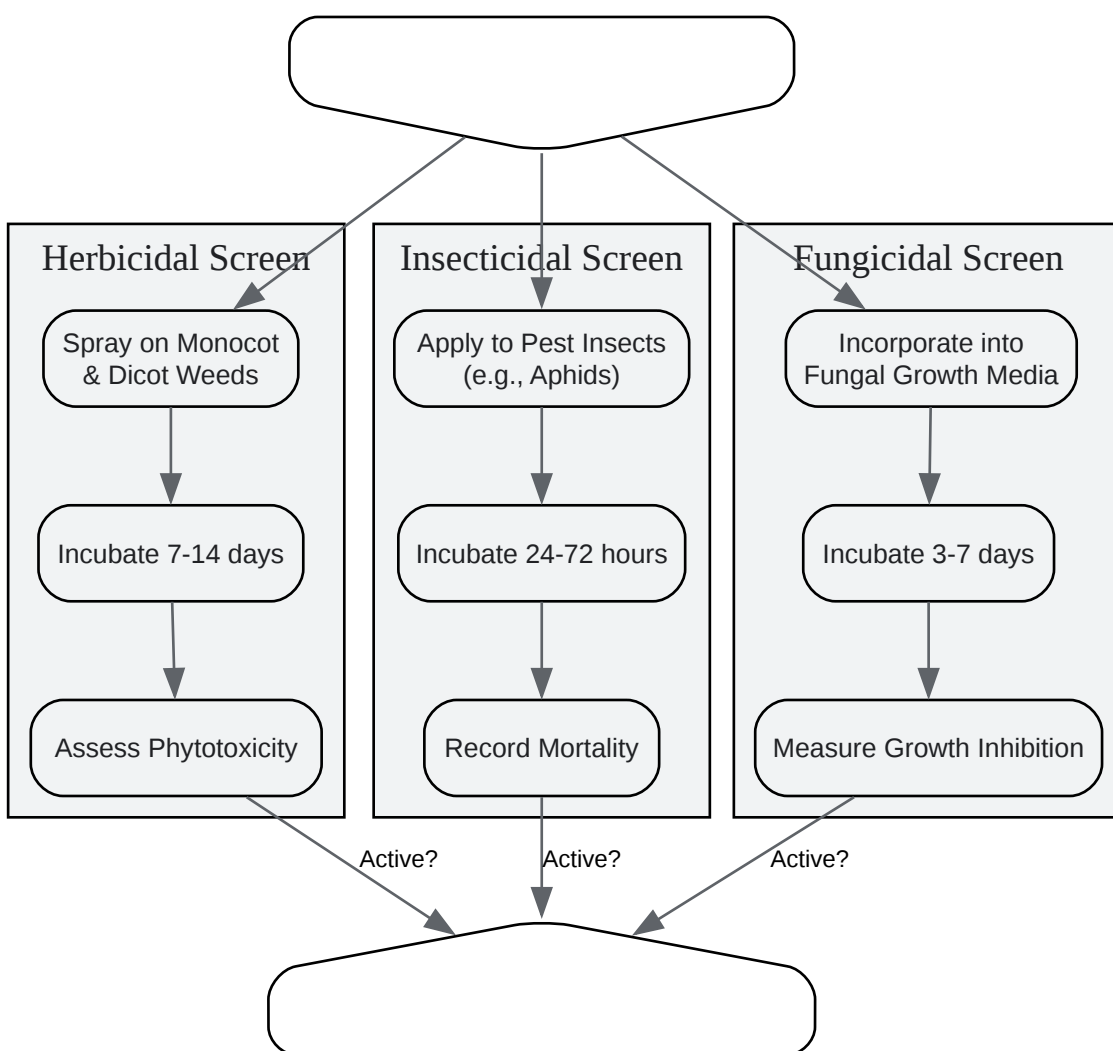 Herbicidal Screen
Spray on Monocot
& Dicot Weeds
Incubate 7-14 days
Assess Phytotoxicity
Active?
Insecticidal Screen
Apply to Pest Insects
(e.g., Aphids)
Incubate 24-72 hours
Record Mortality
Active?
Fungicidal Screen
Incorporate into
Fungal Growth Media
Incubate 3-7 days
Measure Growth Inhibition
Active?